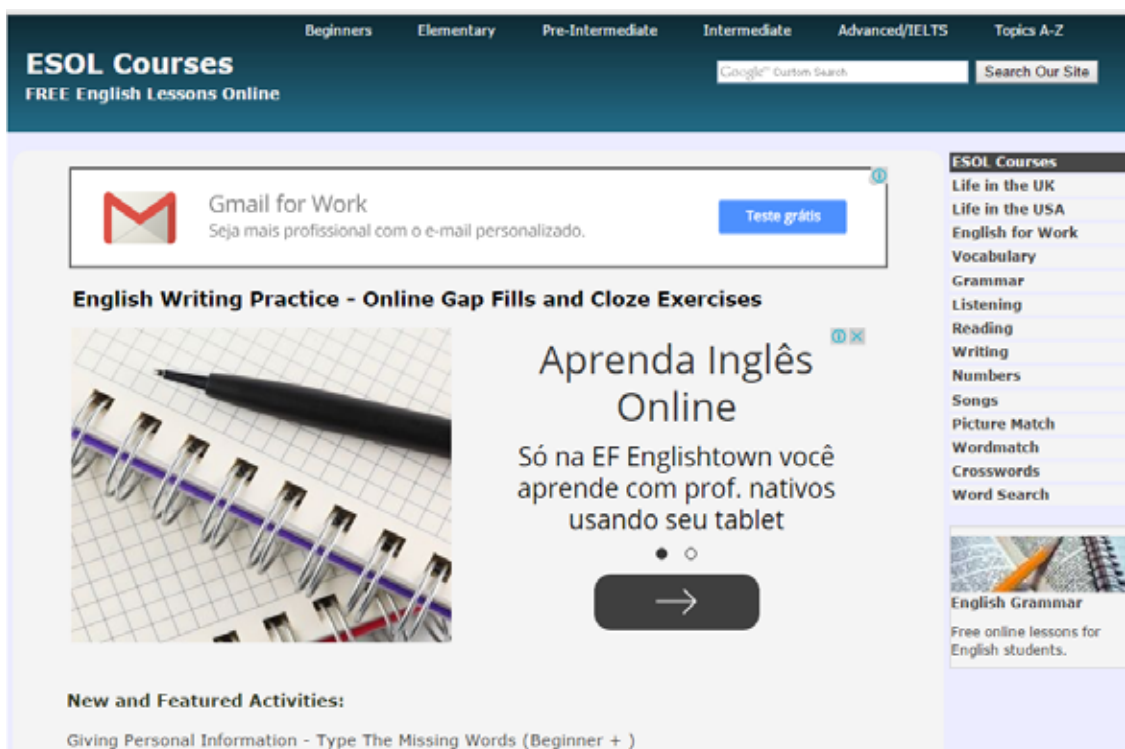 Beginners Elementary Pre-Intermediate Intermediate Advanced/IELTS Topics A-Z
ESOL Courses
FREE English Lessons Online
Google™ Custom Search
Search Our Site
Gmail for Work
Seja mais profissional com o e-mail personalizado.
Teste grátis
English Writing Practice - Online Gap Fills and Cloze Exercises
Aprenda Inglês
Online
Só na EF Englishtown você
aprende com prof. nativos
usando seu tablet
New and Featured Activities:
Giving Personal Information - Type The Missing Words (Beginner + )
ESOL Courses
Life in the UK
Life in the USA
English for Work
Vocabulary
Grammar
Listening
Reading
Writing
Numbers
Songs
Picture Match
Wordmatch
Crosswords
Word Search
English Grammar
Free online lessons for
English students.